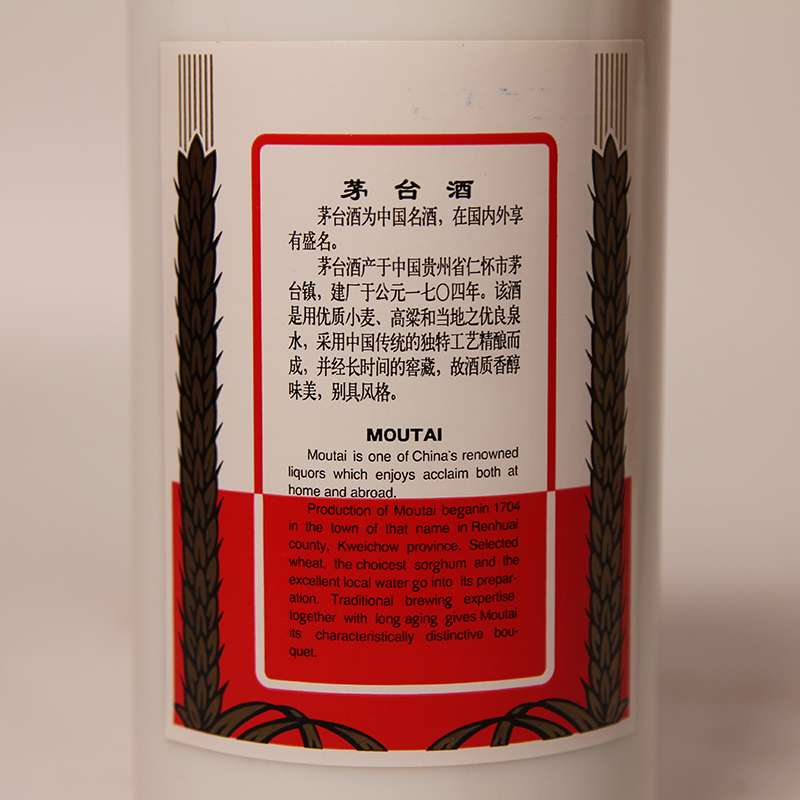 茅台酒
茅台酒为中国名酒，在国内外享
有盛名。
茅台酒产于中国贵州省仁怀市茅
台镇，建厂于公元一七〇四年。该酒
是用优质小麦、高粱和当地之优良泉
水，采用中国传统的独特工艺精酿而
成，并经长时间的窖藏，故酒质香醇
味美，别具风格。
MOUTAI
Moutai is one of China's renowned
liquors which enjoys acclaim both at
home and abroad.
Production of Moutai beganin 1704
in the town of that name in Renhuai
county, Kweichow province. Selected
wheat, the choicest sorghum and the
excellent local water go into its prepar-
ation. Traditional brewing expertise
together with long aging gives Moutai
its characteristically distinctive bou-
quet.